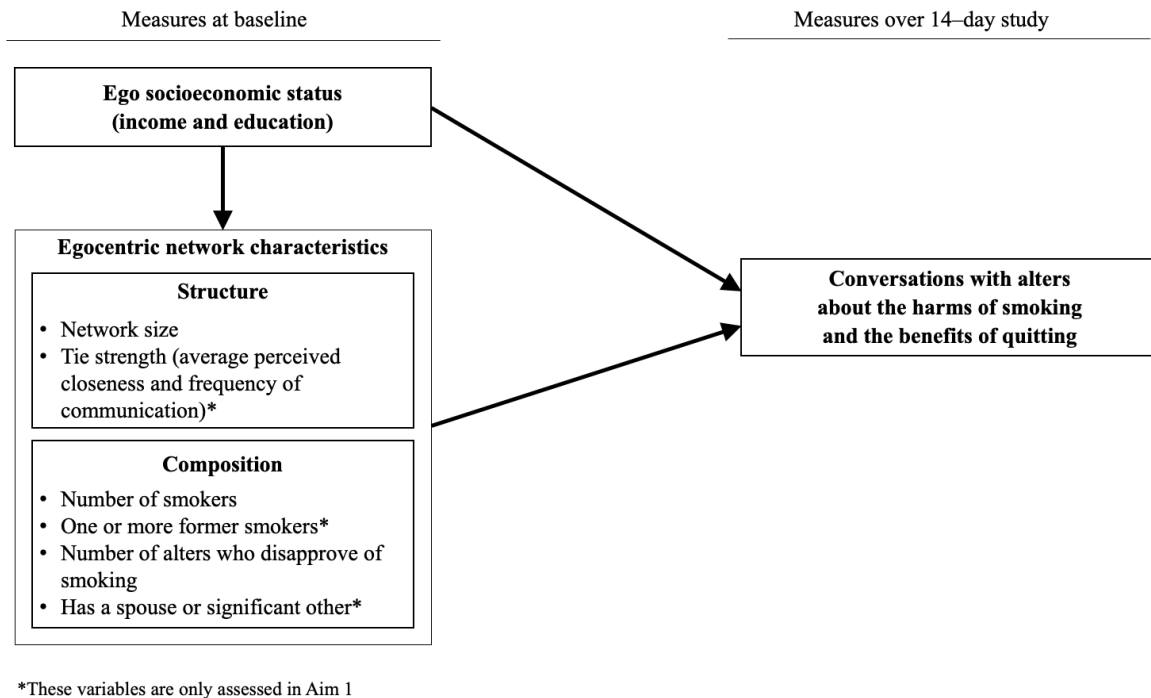 Measures at baseline
Measures over 14–day study
Ego socioeconomic status
(income and education)
Egocentric network characteristics
Structure
• Network size
• Tie strength (average perceived
closeness and frequency of
communication)*
Composition
• Number of smokers
• One or more former smokers*
• Number of alters who disapprove of
smoking
• Has a spouse or significant other*
Conversations with alters
about the harms of smoking
and the benefits of quitting
*These variables are only assessed in Aim 1